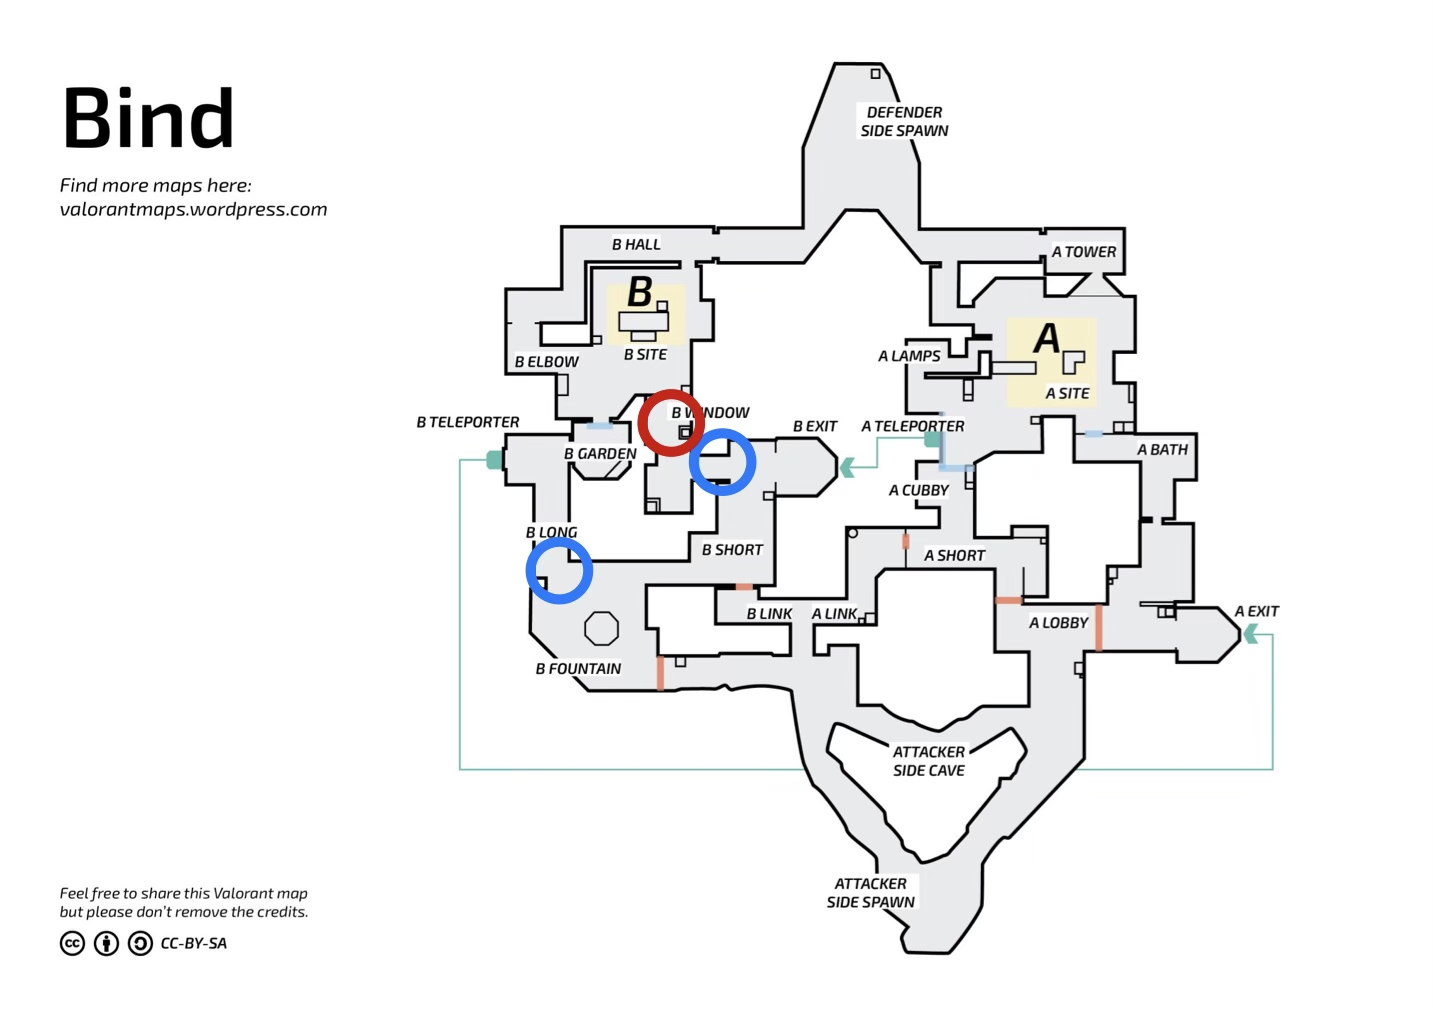 Bind
Find more maps here:
valorantmaps.wordpress.com
DEFENDER
SIDE SPAWN
B HALL
A TOWER
B
B SITE
B ELBOW
A
A LAMPS
A SITE
B TELEPORTER
B WINDOW
B EXIT
A TELEPORTER
B GARDEN
A BATH
A CUBBY
B LONG
B SHORT
A SHORT
B LINK
A LINK
A LOBBY
A EXIT
B FOUNTAIN
ATTACKER
SIDE CAVE
ATTACKER
SIDE SPAWN
Feel free to share this Valorant map
but please don't remove the credits.
cc
CC-BY-SA